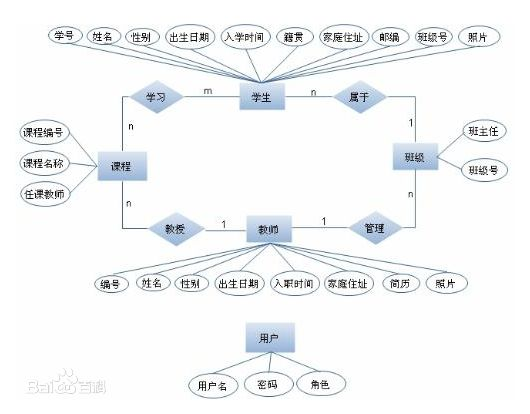 学号 姓名 性别 出生日期 入学时间 籍贯 家庭住址 邮编 班级号 照片
学习 m 学生 n 属于
n 1
课程编号 课程名称 任课教师 课程 班级 班主任 班级号
n n
教授 1 教师 1 管理
编号 姓名 性别 出生日期 入职时间 家庭住址 简历 照片
用户
用户名 密码 角色
Baidu百科